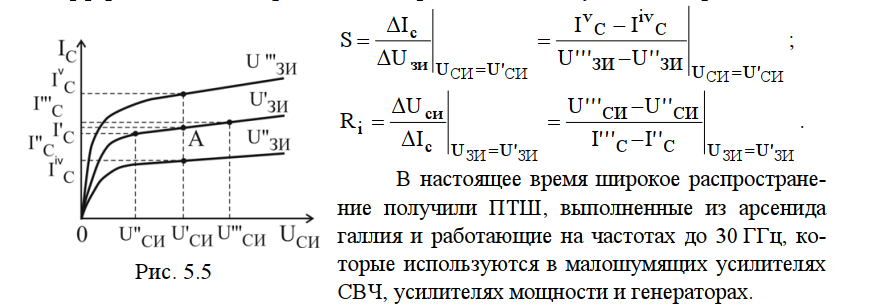 S = ΔIс / ΔUзи |Uси=U'си = (IᵛC − IⁱᵛC) / (U'''ЗИ−U''ЗИ) |UСИ=U'СИ ;
Ri = ΔUси / ΔIс |UЗИ=U'ЗИ = (U'''СИ−U''СИ) / (I'''С−I''С) |UЗИ=U'ЗИ .
IC
IᵛC
I'''C
I'C
I''C
IⁱᵛC
U'''ЗИ
U'ЗИ
A
U''ЗИ
0 U''СИ U'СИ U'''СИ UСИ
Рис. 5.5
В настоящее время широкое распростране-
ние получили ПТШ, выполненные из арсенида
галлия и работающие на частотах до 30 ГГц, ко-
торые используются в малошумящих усилителях
СВЧ, усилителях мощности и генераторах.